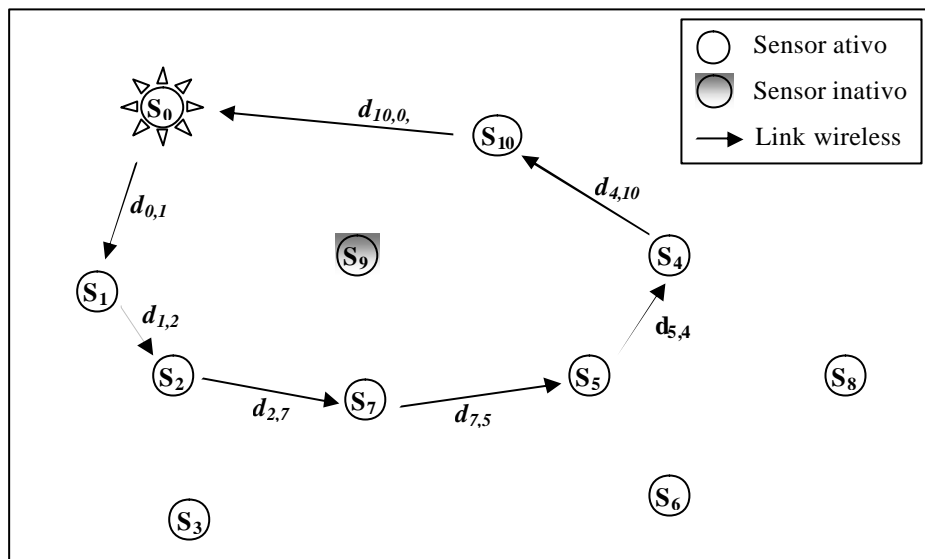 Sensor ativo
Sensor inativo
Link wireless
S0
d10,0,
S10
d4,10
d0,1
S9
S4
S1
d1,2
d5,4
S2
S7
S5
S8
d2,7
d7,5
S3
S6